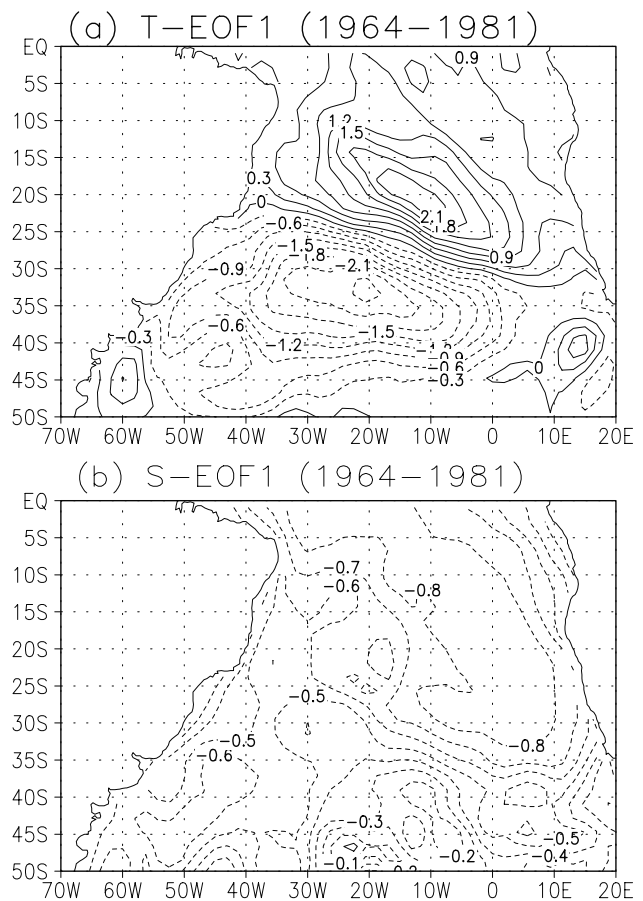 (a) T-EOF1 (1964-1981)
EQ
0.9
5S
10S
1.2
1.5
15S
0.3
20S
0
2.1
1.8
25S
-0.6
-1.5
-1.8
0.9
30S
-0.9
-2.1
35S
-0.3
-0.6
-1.5
40S
-1.2
-1.2
-0.9
-0.6
0
45S
-0.3
50S
70W 60W 50W 40W 30W 20W 10W 0 10E 20E
(b) S-EOF1 (1964-1981)
EQ
5S
-0.7
10S
-0.6
-0.8
15S
20S
25S
-0.5
30S
-0.5
-0.8
35S
-0.6
40S
-0.3
45S
-0.5
-0.1
-0.2
-0.4
50S
70W 60W 50W 40W 30W 20W 10W 0 10E 20E